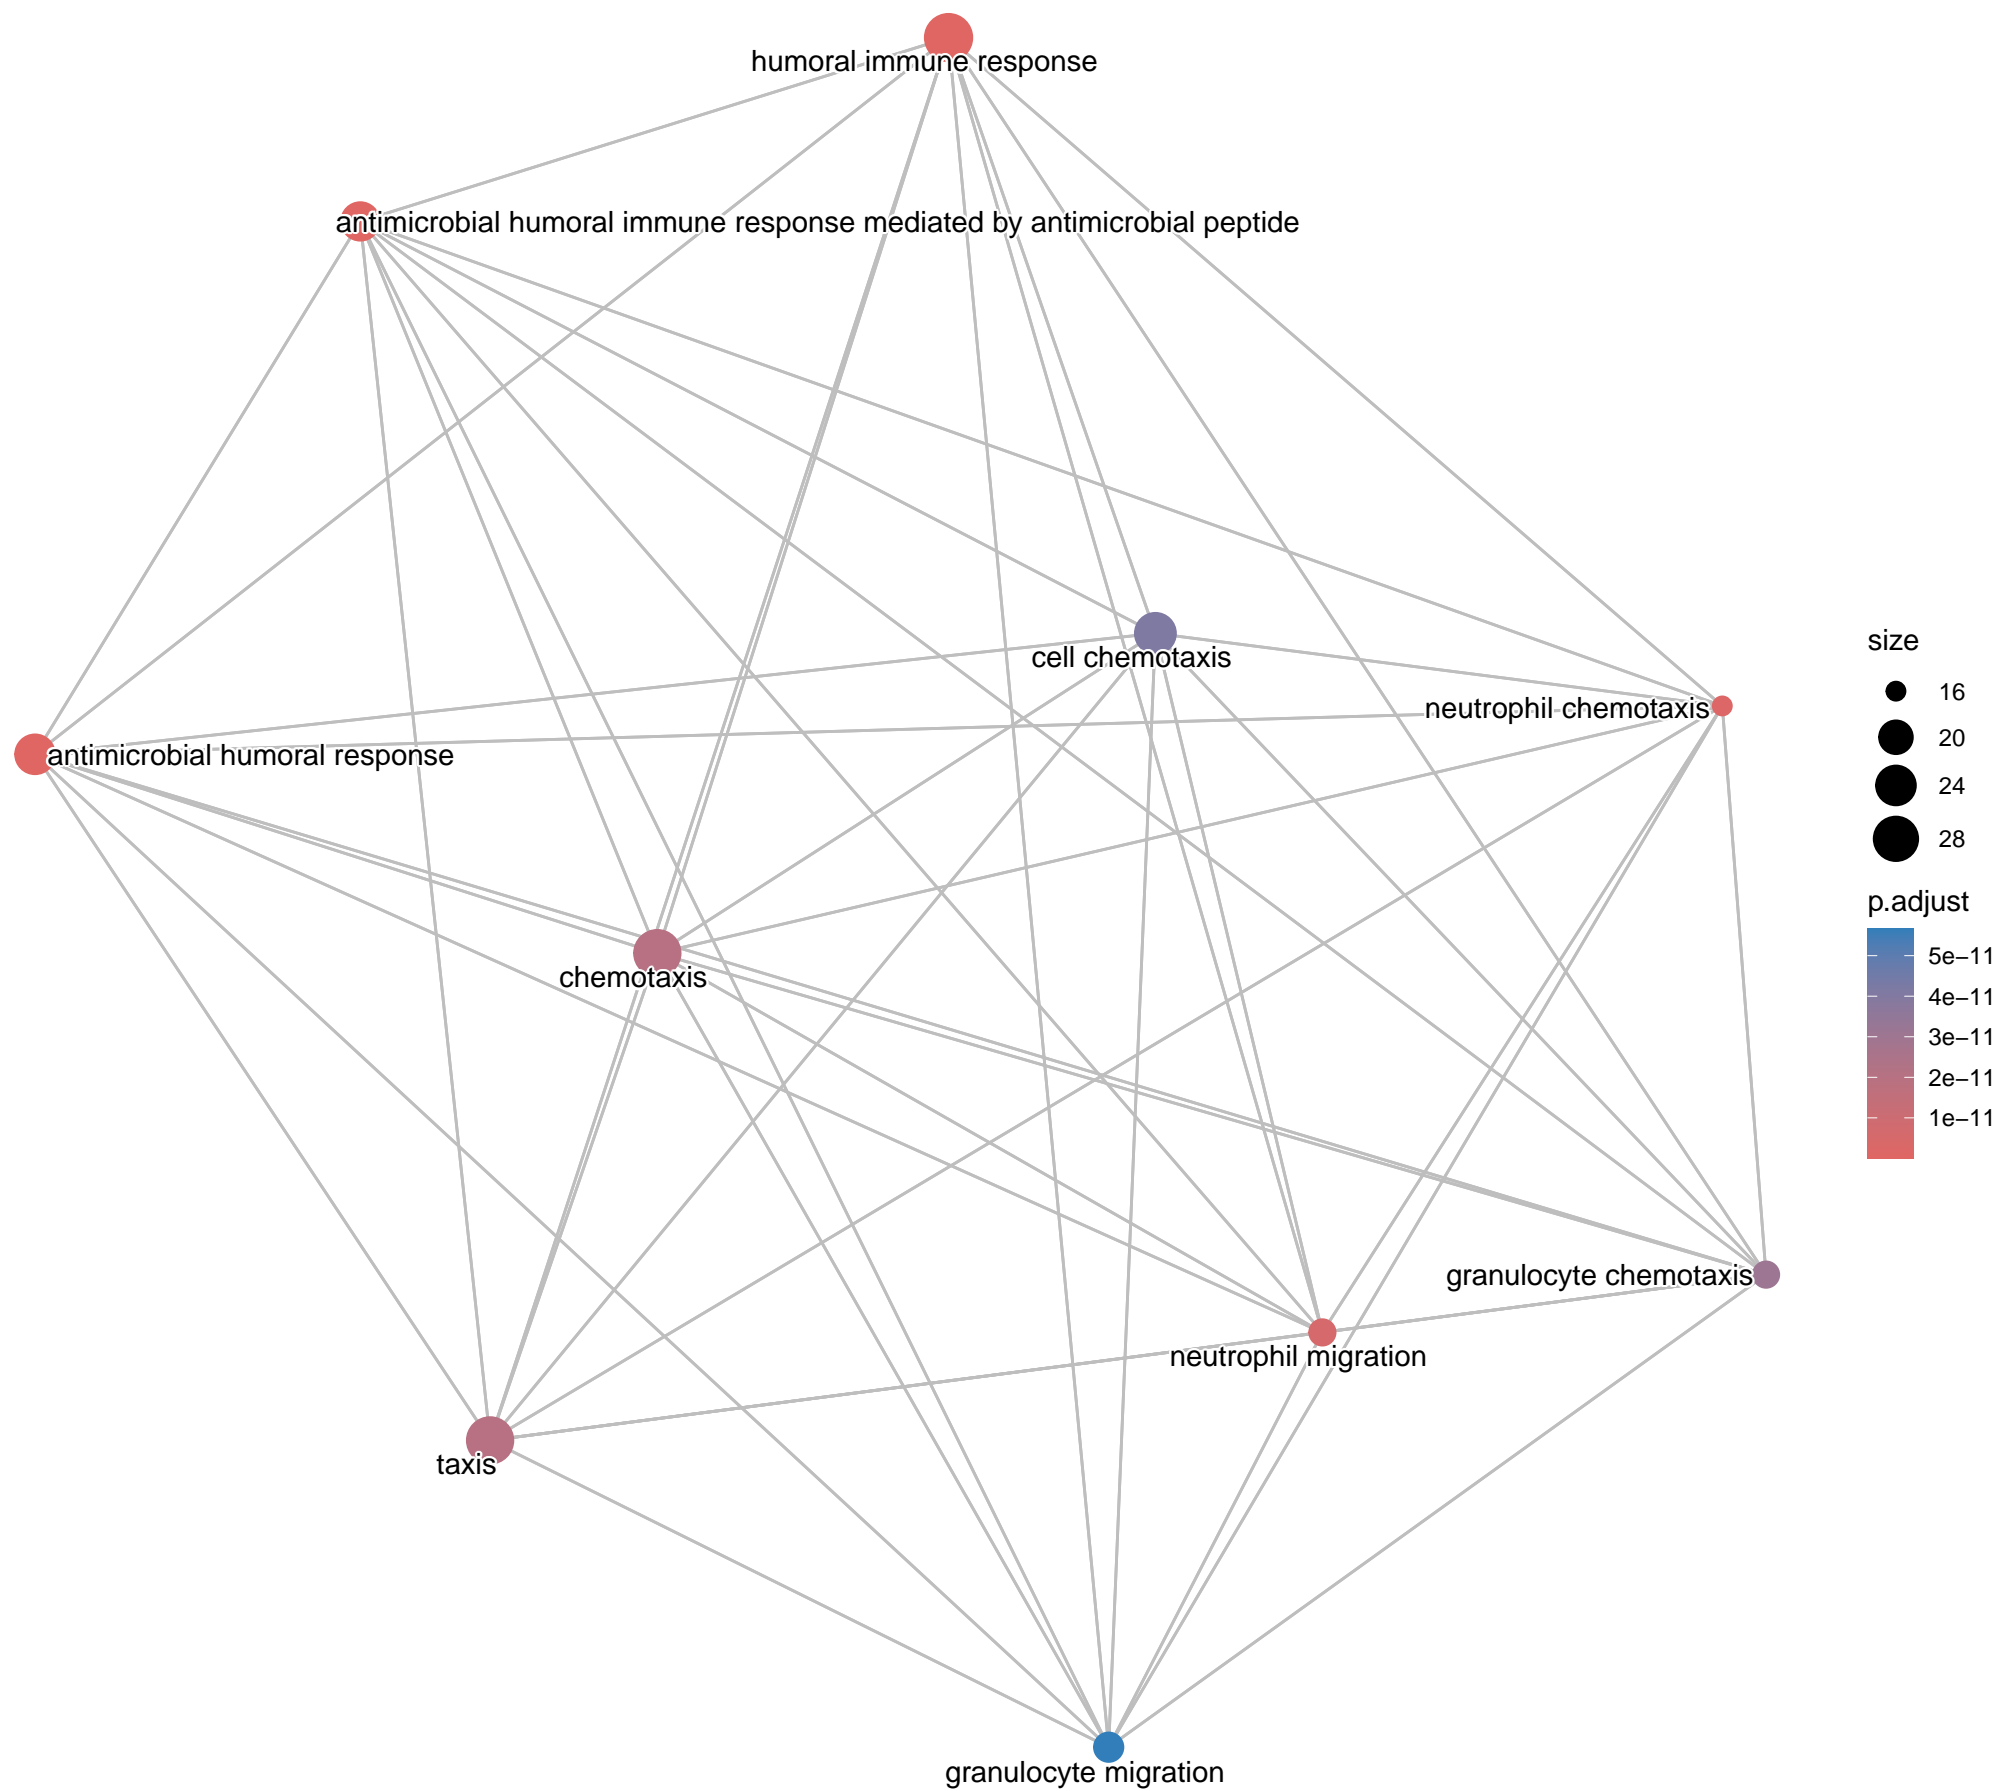 humoral immune response
antimicrobial humoral immune response mediated by antimicrobial peptide
cell chemotaxis
neutrophil chemotaxis
antimicrobial humoral response
chemotaxis
granulocyte chemotaxis
neutrophil migration
taxis
granulocyte migration
size
16
20
24
28
p.adjust
5e−11
4e−11
3e−11
2e−11
1e−11